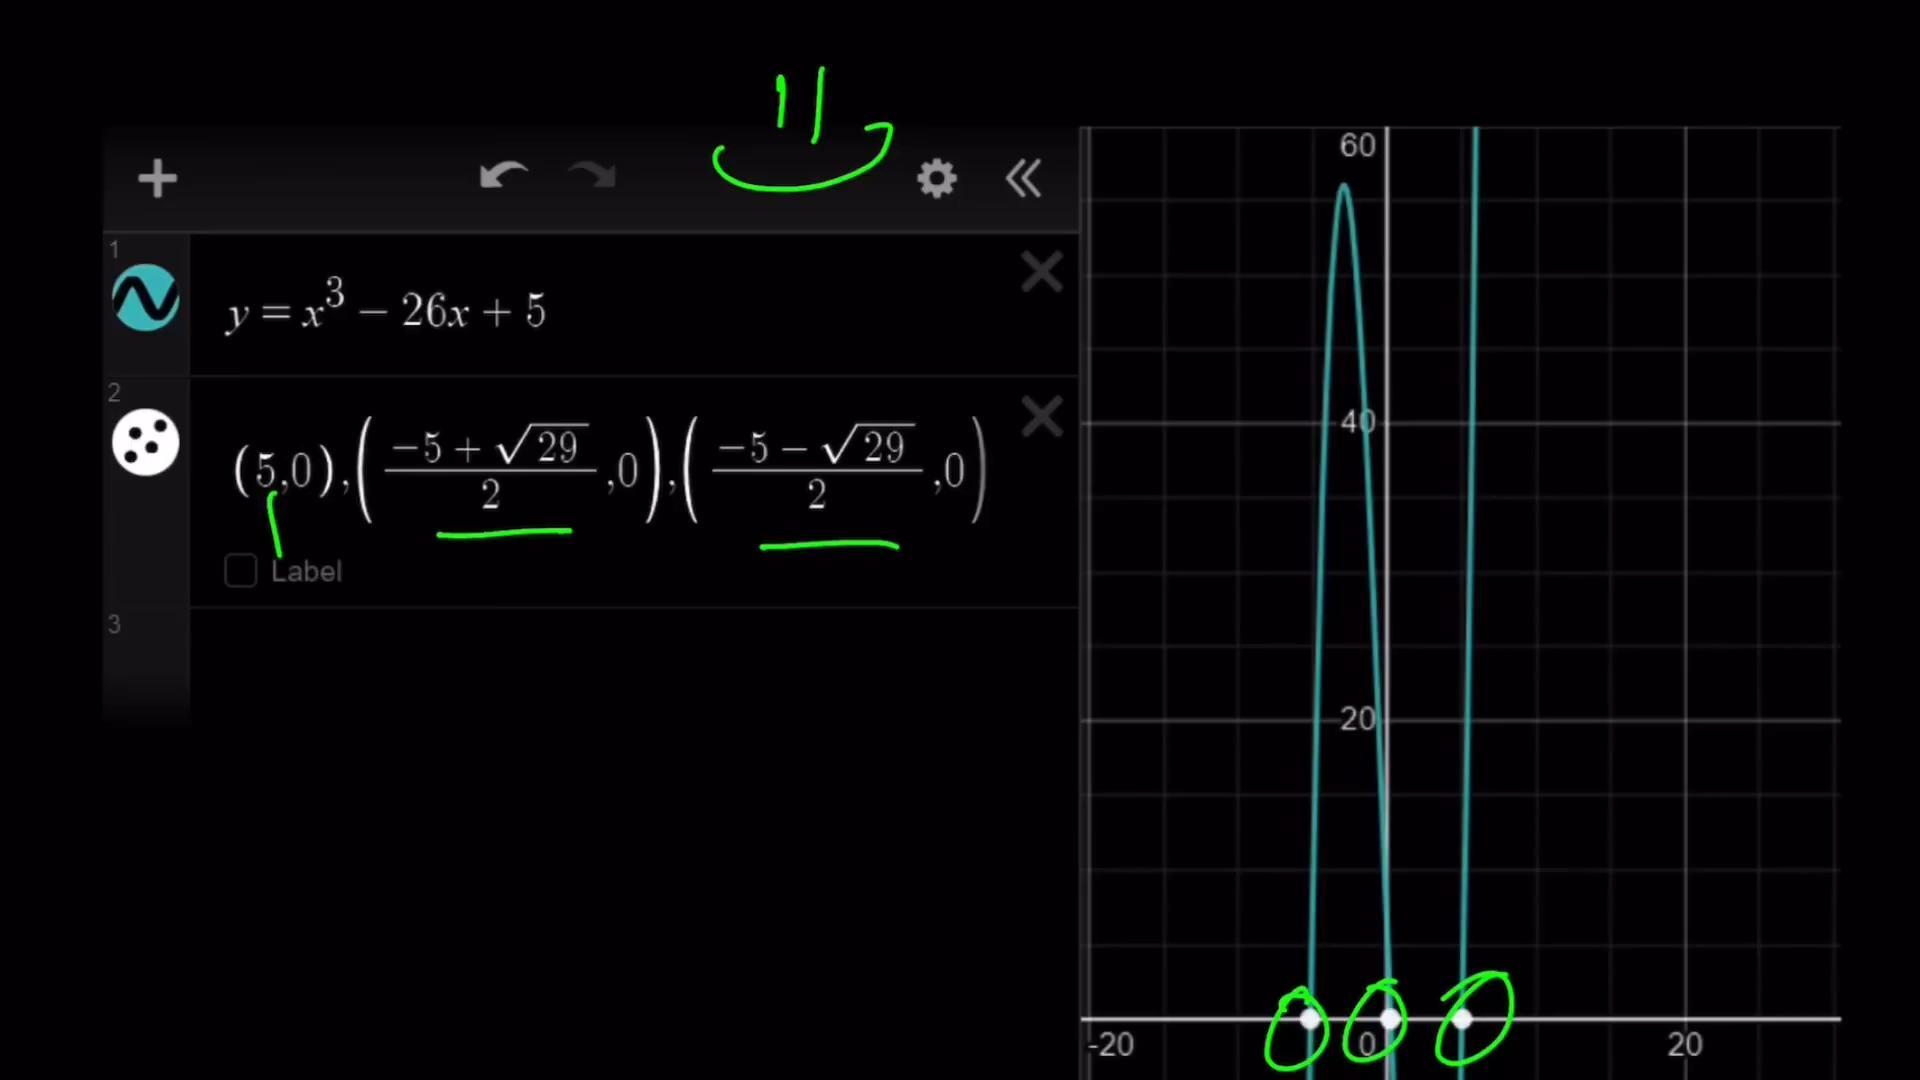 1
y = x³ − 26x + 5
2
(5,0),((−5 + √29)/2,0),((−5 − √29)/2,0)
Label
3
60
40
20
-20 0 20